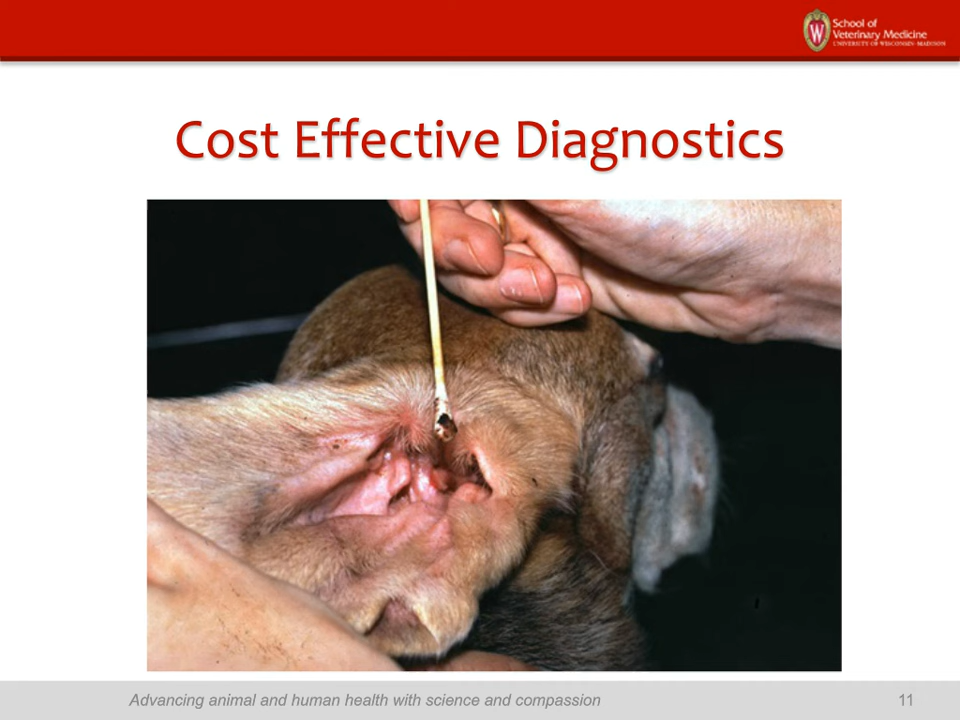 School of
Veterinary Medicine
UNIVERSITY OF WISCONSIN-MADISON
Cost Effective Diagnostics
Advancing animal and human health with science and compassion
11